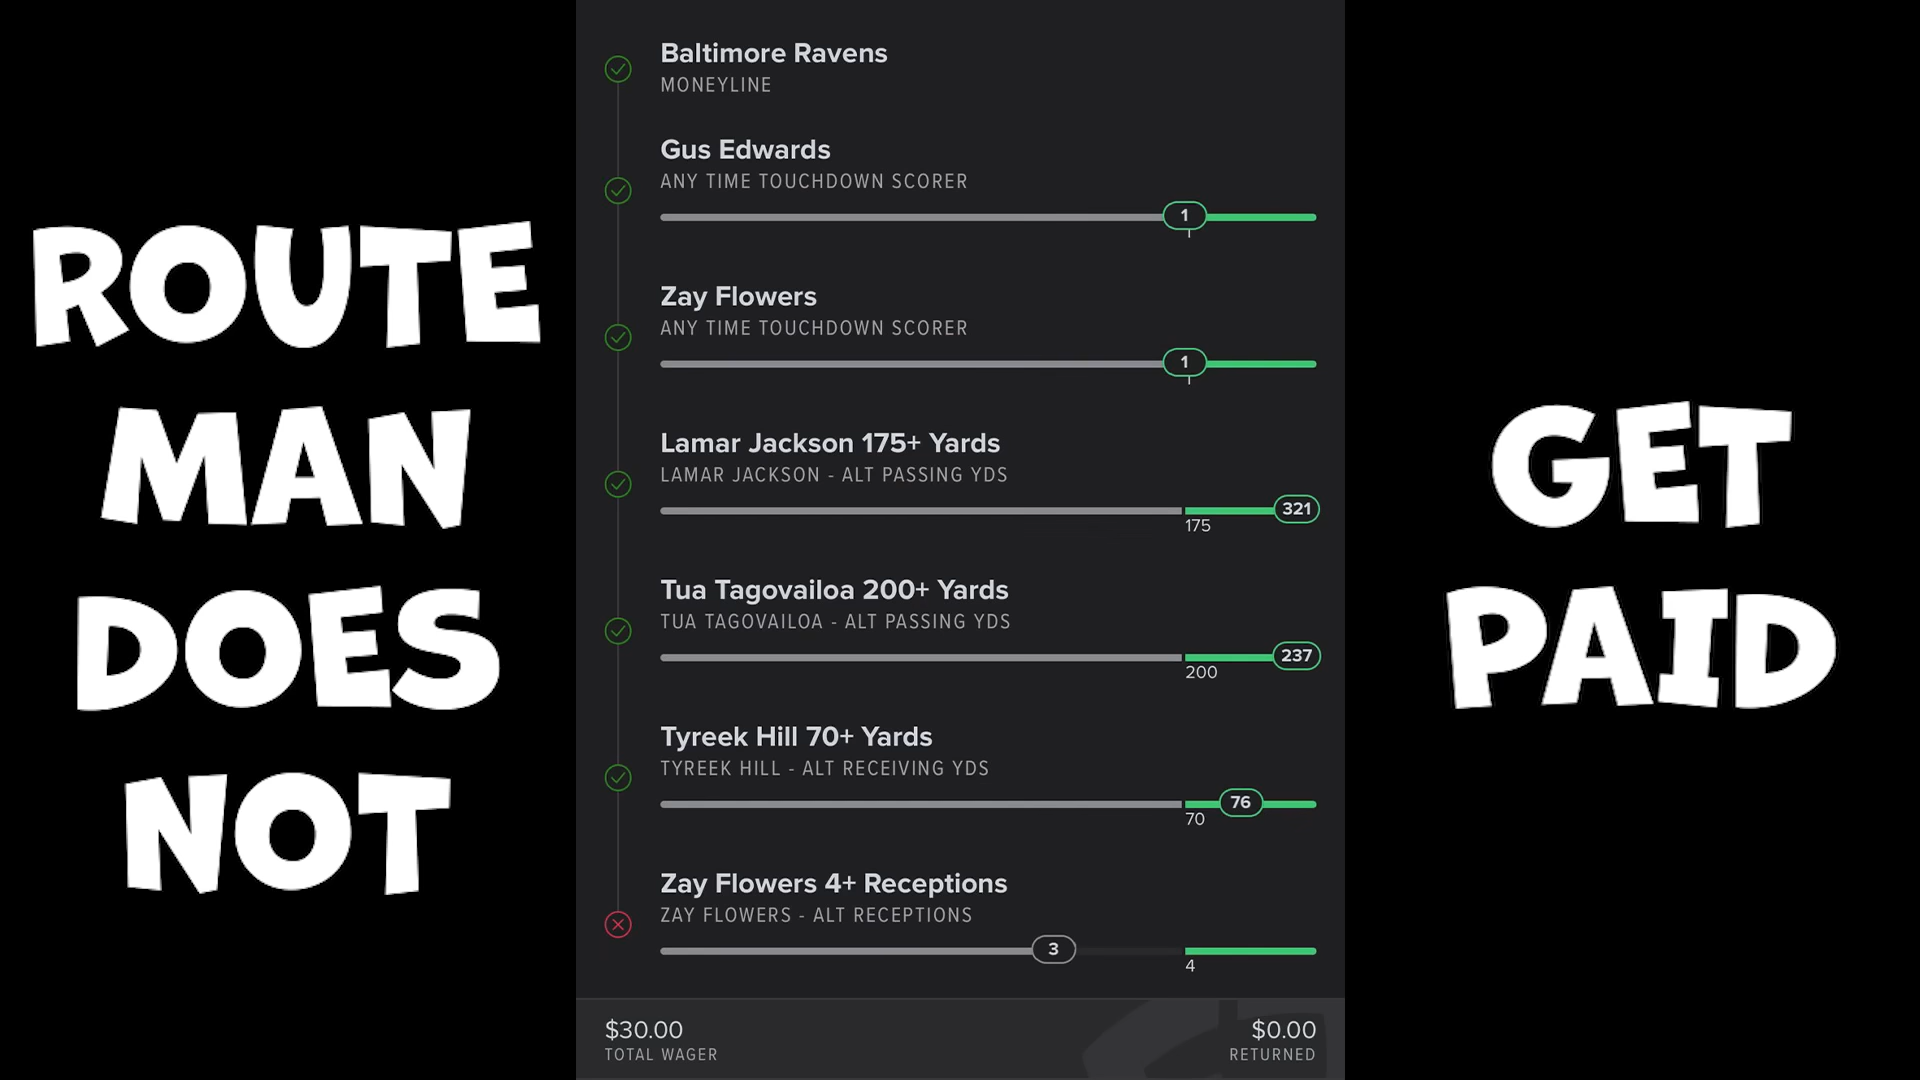 ROUTE
MAN
DOES
NOT
Baltimore Ravens
MONEYLINE
Gus Edwards
ANY TIME TOUCHDOWN SCORER
1
Zay Flowers
ANY TIME TOUCHDOWN SCORER
1
Lamar Jackson 175+ Yards
LAMAR JACKSON - ALT PASSING YDS
321
175
Tua Tagovailoa 200+ Yards
TUA TAGOVAILOA - ALT PASSING YDS
237
200
Tyreek Hill 70+ Yards
TYREEK HILL - ALT RECEIVING YDS
76
70
Zay Flowers 4+ Receptions
ZAY FLOWERS - ALT RECEPTIONS
3
4
$30.00
TOTAL WAGER
$0.00
RETURNED
GET
PAID